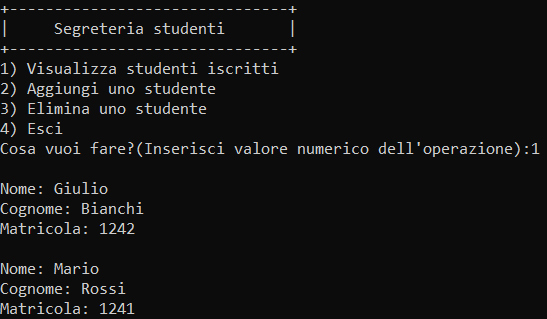 +-------------------------------+
|     Segreteria studenti       |
+-------------------------------+
1) Visualizza studenti iscritti
2) Aggiungi uno studente
3) Elimina uno studente
4) Esci
Cosa vuoi fare?(Inserisci valore numerico dell'operazione):1
Nome: Giulio
Cognome: Bianchi
Matricola: 1242
Nome: Mario
Cognome: Rossi
Matricola: 1241